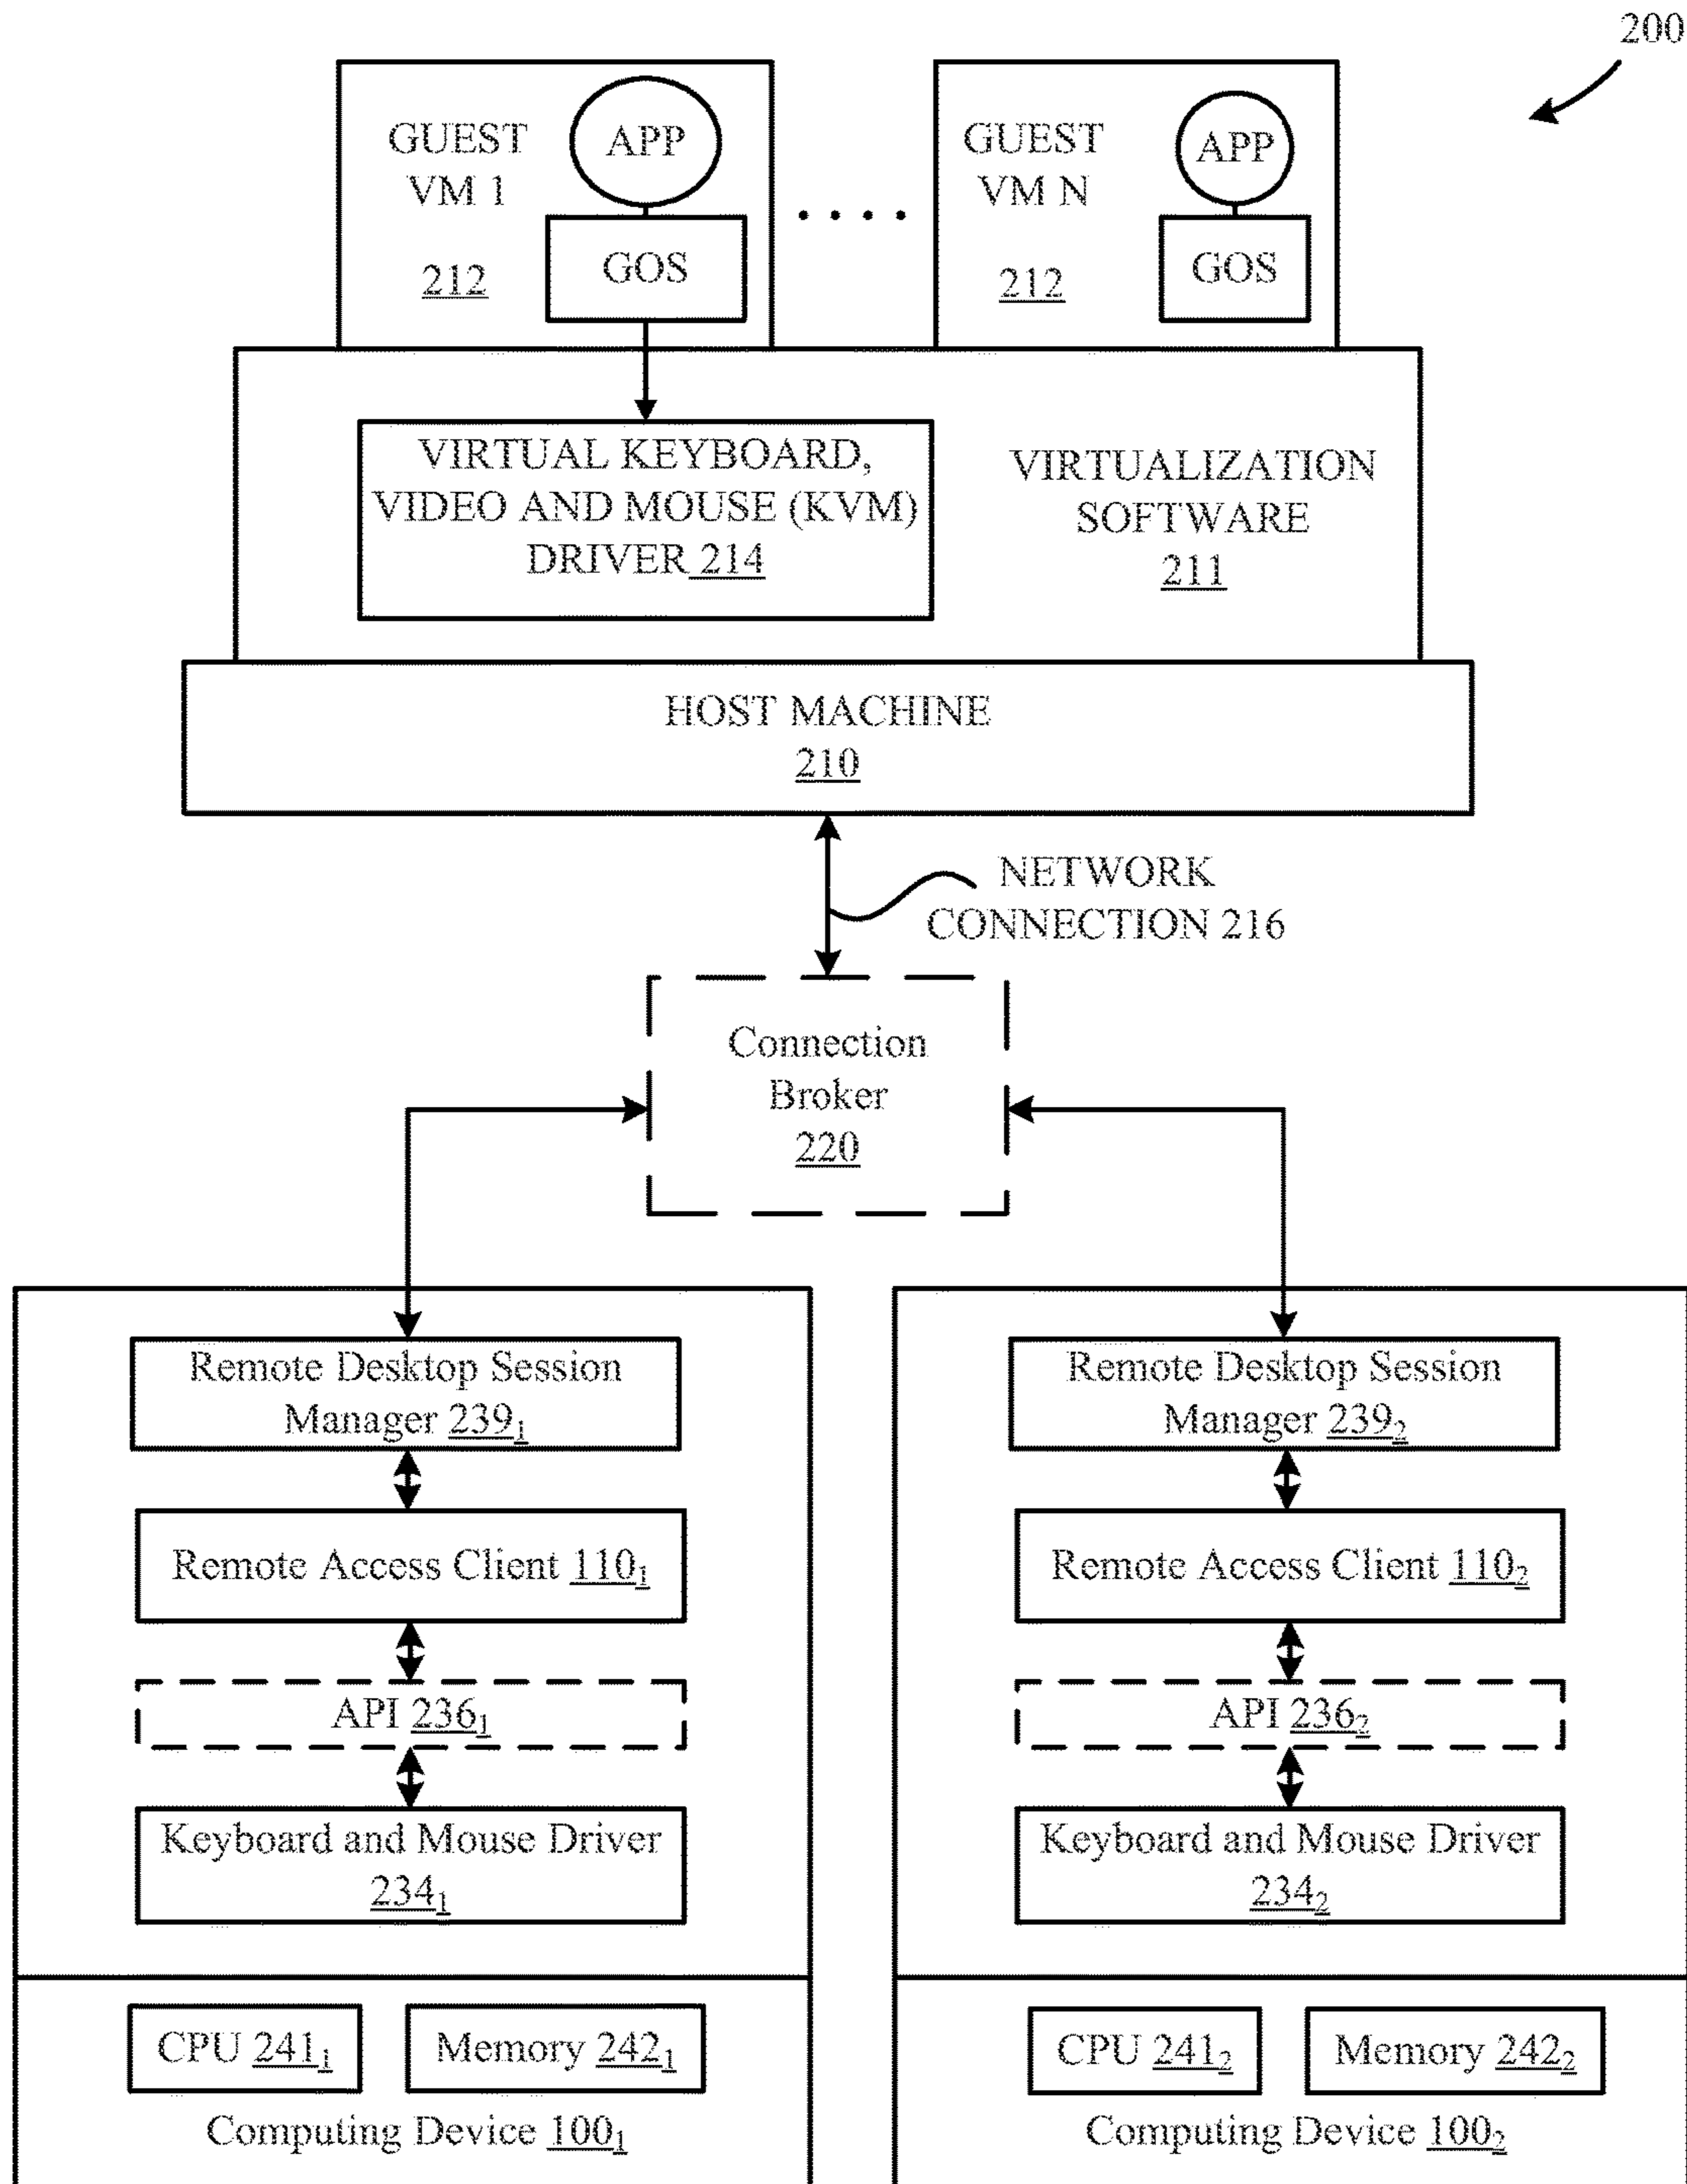 200
GUEST
VM 1
212
APP
GOS
GUEST
VM N
212
APP
GOS
VIRTUAL KEYBOARD,
VIDEO AND MOUSE (KVM)
DRIVER 214
VIRTUALIZATION
SOFTWARE
211
HOST MACHINE
210
NETWORK
CONNECTION 216
Connection
Broker
220
Remote Desktop Session
Manager 239₁
Remote Access Client 110₁
API 236₁
Keyboard and Mouse Driver
234₁
CPU 241₁
Memory 242₁
Computing Device 100₁
Remote Desktop Session
Manager 239₂
Remote Access Client 110₂
API 236₂
Keyboard and Mouse Driver
234₂
CPU 241₂
Memory 242₂
Computing Device 100₂